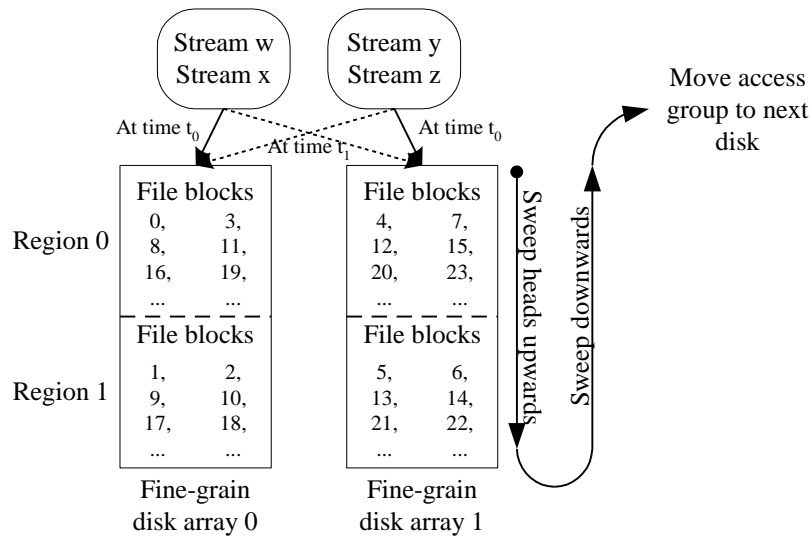 Stream w
Stream x
Stream y
Stream z
Move access
group to next
disk
At time t0
At time t1
At time t0
File blocks
0, 3,
8, 11,
16, 19,
... ...
File blocks
4, 7,
12, 15,
20, 23,
... ...
Region 0
File blocks
1, 2,
9, 10,
17, 18,
... ...
File blocks
5, 6,
13, 14,
21, 22,
... ...
Region 1
Sweep heads upwards
Sweep downwards
Fine-grain
disk array 0
Fine-grain
disk array 1